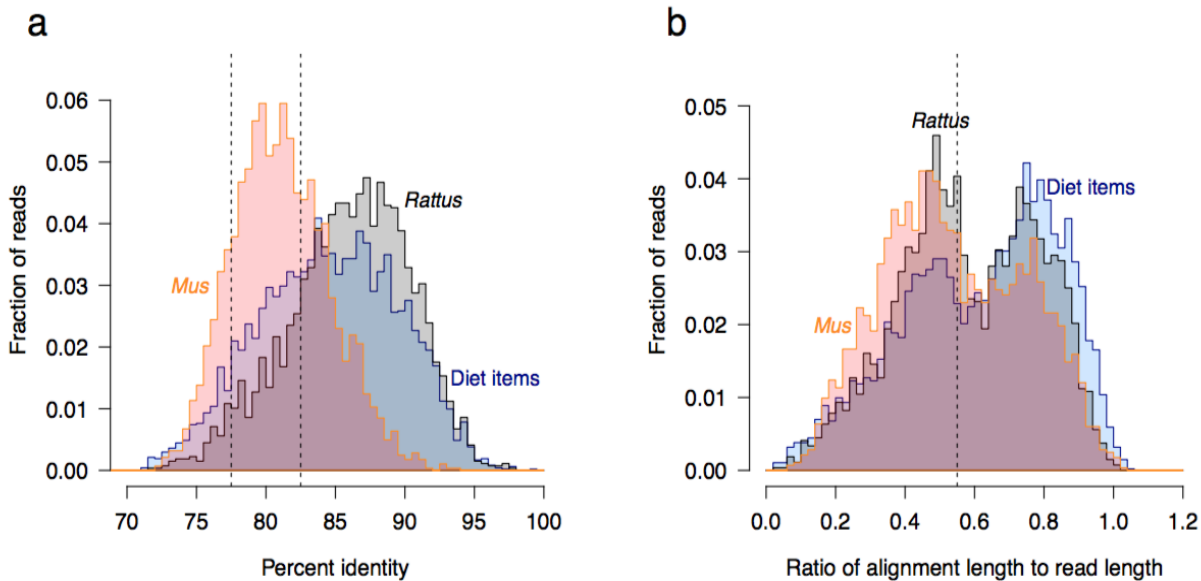 a
0.06
0.05
0.04
0.03
0.02
0.01
0.00
Fraction of reads
Mus
Rattus
Diet items
70 75 80 85 90 95 100
Percent identity
b
0.05
0.04
0.03
0.02
0.01
0.00
Fraction of reads
Rattus
Diet items
Mus
0.0 0.2 0.4 0.6 0.8 1.0 1.2
Ratio of alignment length to read length